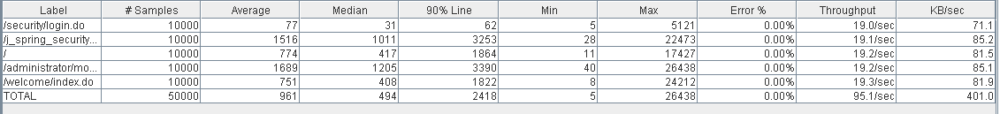 Label # Samples Average Median 90% Line Min Max Error % Throughput KB/sec
/security/login.do 10000 77 31 62 5 5121 0.00% 19.0/sec 71.1
/j_spring_security... 10000 1516 1011 3253 28 22473 0.00% 19.1/sec 85.2
/ 10000 774 417 1864 11 17427 0.00% 19.2/sec 81.5
/administrator/mo... 10000 1689 1205 3390 40 26438 0.00% 19.2/sec 85.1
/welcome/index.do 10000 751 408 1822 8 24212 0.00% 19.3/sec 81.9
TOTAL 50000 961 494 2418 5 26438 0.00% 95.1/sec 401.0